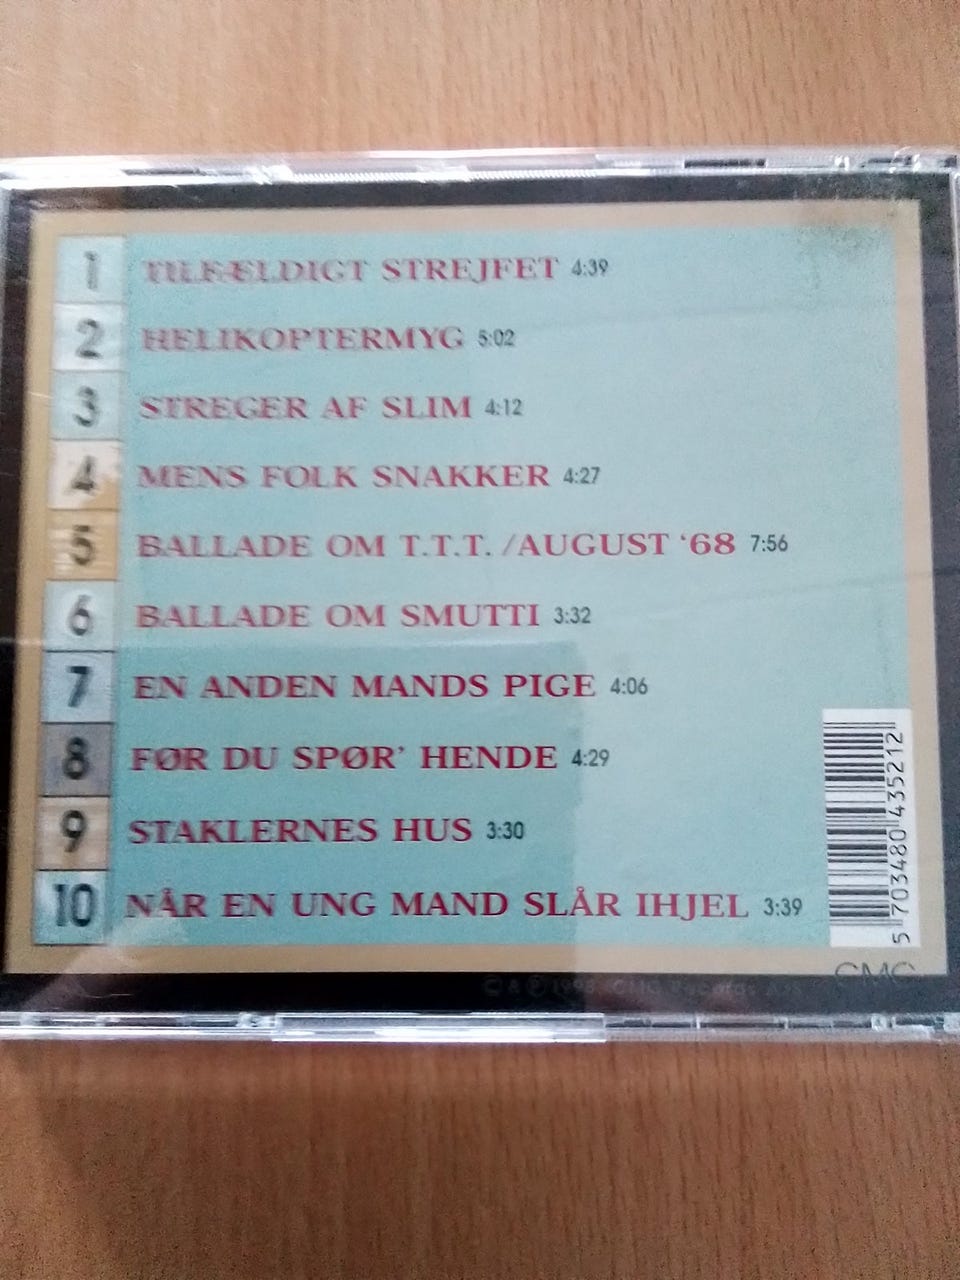 1 TILFÆLDIGT STREJFET 4:39
2 HELIKOPTERMYG 5:02
3 STREGER AF SLIM 4:12
4 MENS FOLK SNAKKER 4:27
5 BALLADE OM T.T.T. /AUGUST ‘68 7:56
6 BALLADE OM SMUTTI 3:32
7 EN ANDEN MANDS PIGE 4:06
8 FØR DU SPØR’ HENDE 4:29
9 STAKLERNES HUS 3:30
10 NÅR EN UNG MAND SLÅR IHJEL 3:39
5 703480 435212
CMC
© & ℗ 1998 CMC Records